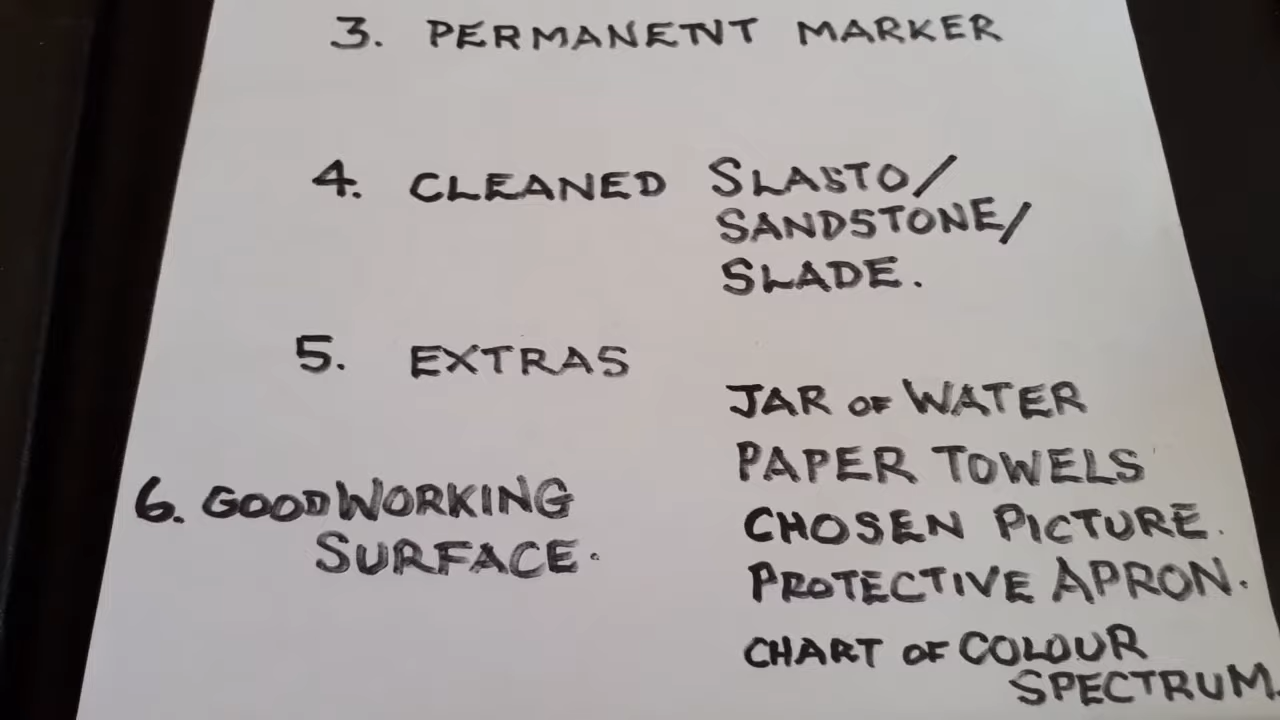 3. PERMANENT MARKER
4. CLEANED SLASTO/
SANDSTONE/
SLADE.
5. EXTRAS
JAR OF WATER
PAPER TOWELS
CHOSEN PICTURE.
PROTECTIVE APRON.
CHART OF COLOUR
SPECTRUM.
6. GOOD WORKING
SURFACE.